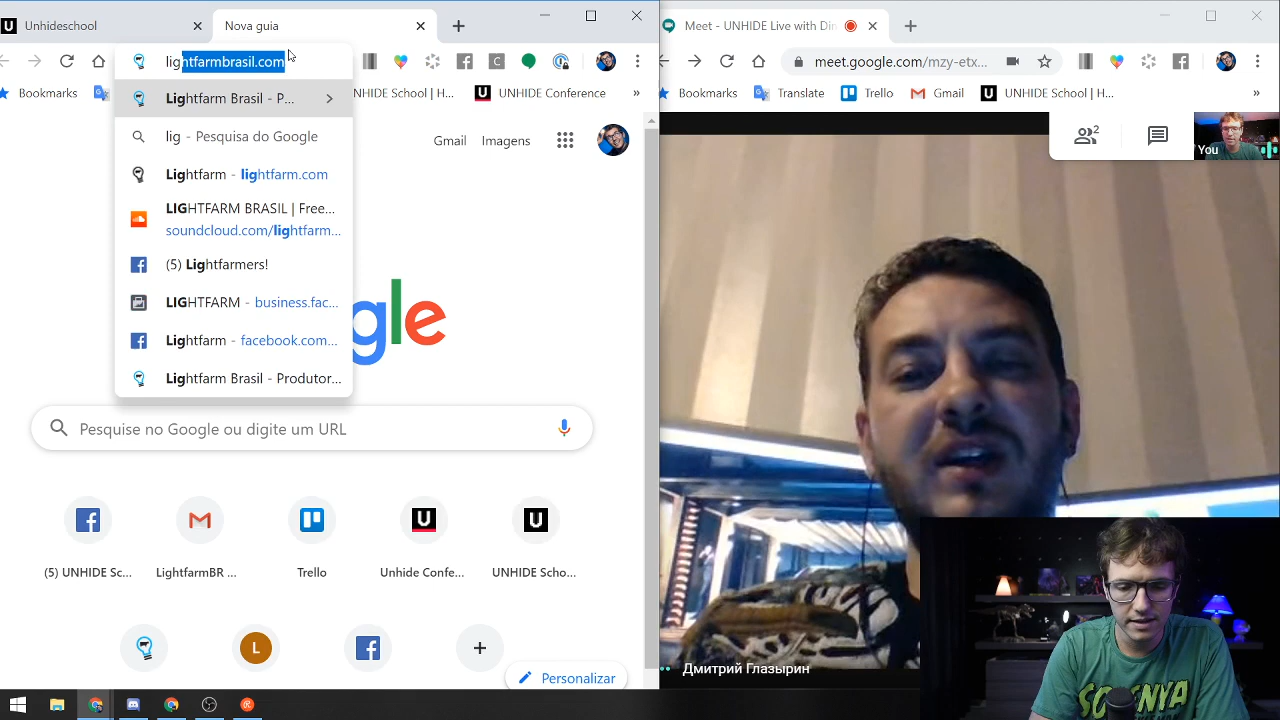 Unhideschool
Nova guia
lightfarmbrasil.com
Bookmarks
UNHIDE School | H...
UNHIDE Conference
»
Lightfarm Brasil - P...
lig - Pesquisa do Google
Lightfarm - lightfarm.com
LIGHTFARM BRASIL | Free...
soundcloud.com/lightfarm...
(5) Lightfarmers!
LIGHTFARM - business.fac...
Lightfarm - facebook.com...
Lightfarm Brasil - Produtor...
Gmail Imagens
gle
Pesquise no Google ou digite um URL
(5) UNHIDE Sc...
LightfarmBR ...
Trello
Unhide Confe...
UNHIDE Scho...
L
Personalizar
Meet - UNHIDE Live with Dim
meet.google.com/mzy-etx...
Bookmarks
Translate
Trello
Gmail
UNHIDE School | H...
»
2
You
Дмитрий Глазырин